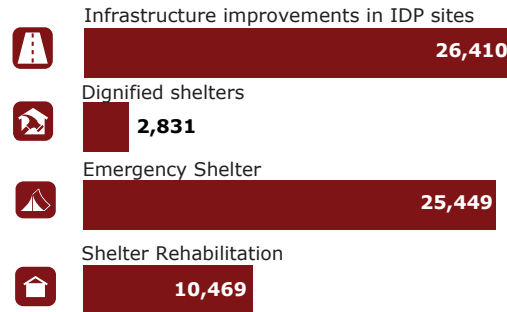 Infrastructure improvements in IDP sites
26,410
Dignified shelters
2,831
Emergency Shelter
25,449
Shelter Rehabilitation
10,469